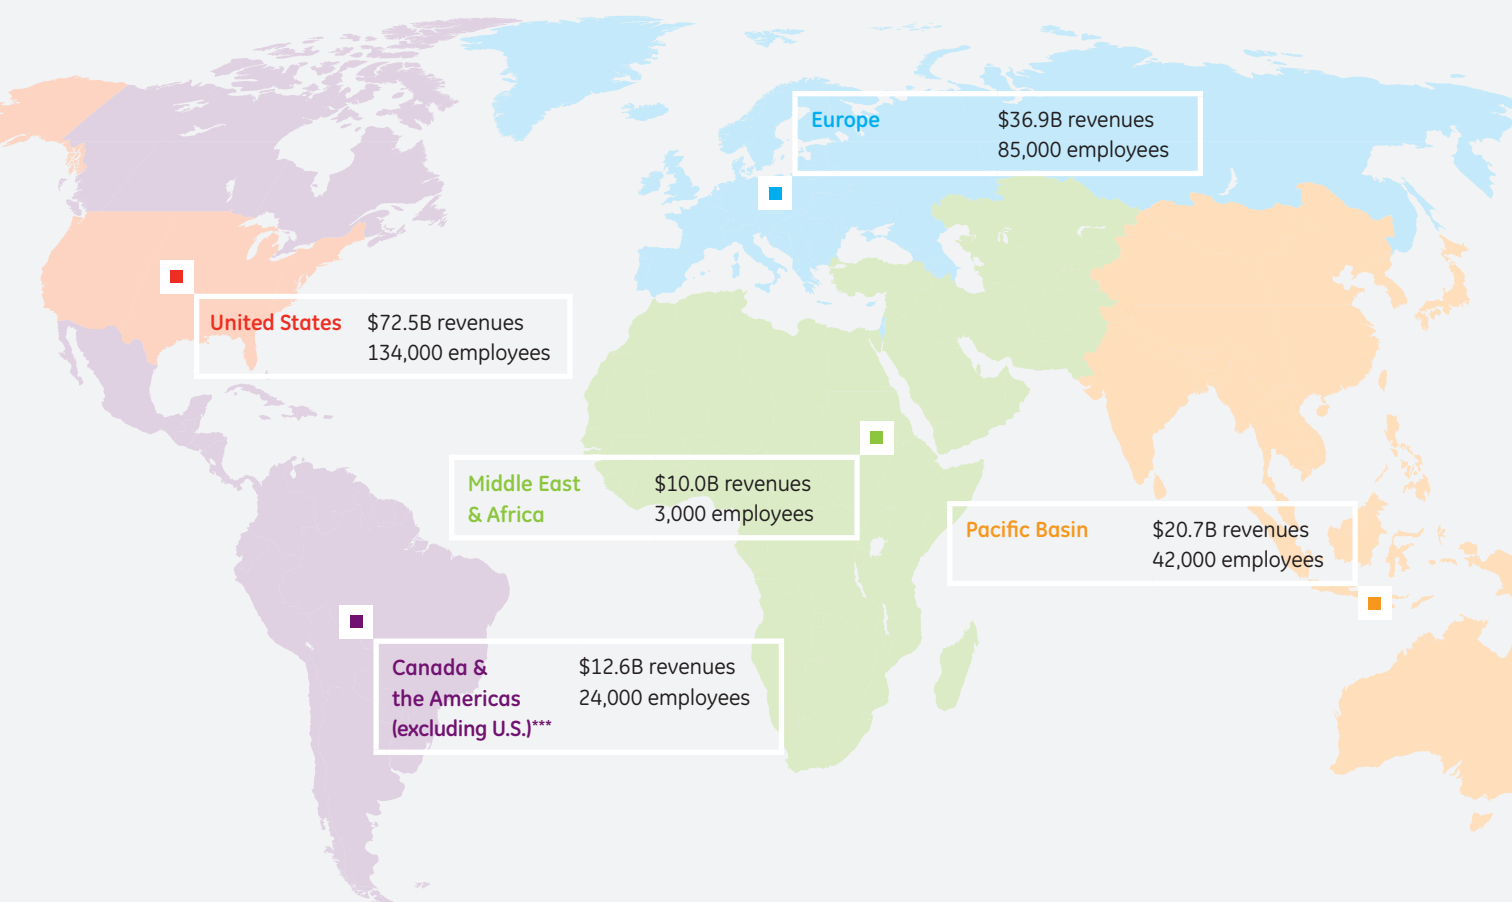 Europe $36.9B revenues
85,000 employees
United States $72.5B revenues
134,000 employees
Middle East $10.0B revenues
& Africa 3,000 employees
Pacific Basin $20.7B revenues
42,000 employees
Canada & $12.6B revenues
the Americas 24,000 employees
(excluding U.S.)***